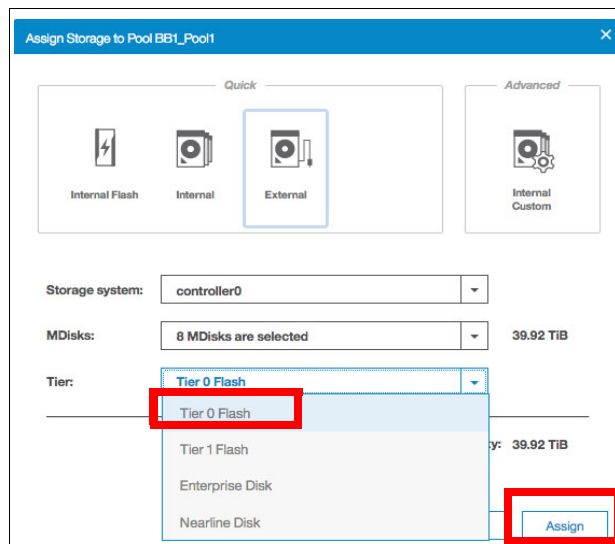 Assign Storage to Pool BB1_Pool1
Quick
Advanced
Internal Flash
Internal
External
Internal
Custom
Storage system:
controller0
MDisks:
8 MDisks are selected
39.92 TiB
Tier:
Tier 0 Flash
Tier 0 Flash
Tier 1 Flash
y: 39.92 TiB
Enterprise Disk
Nearline Disk
Assign